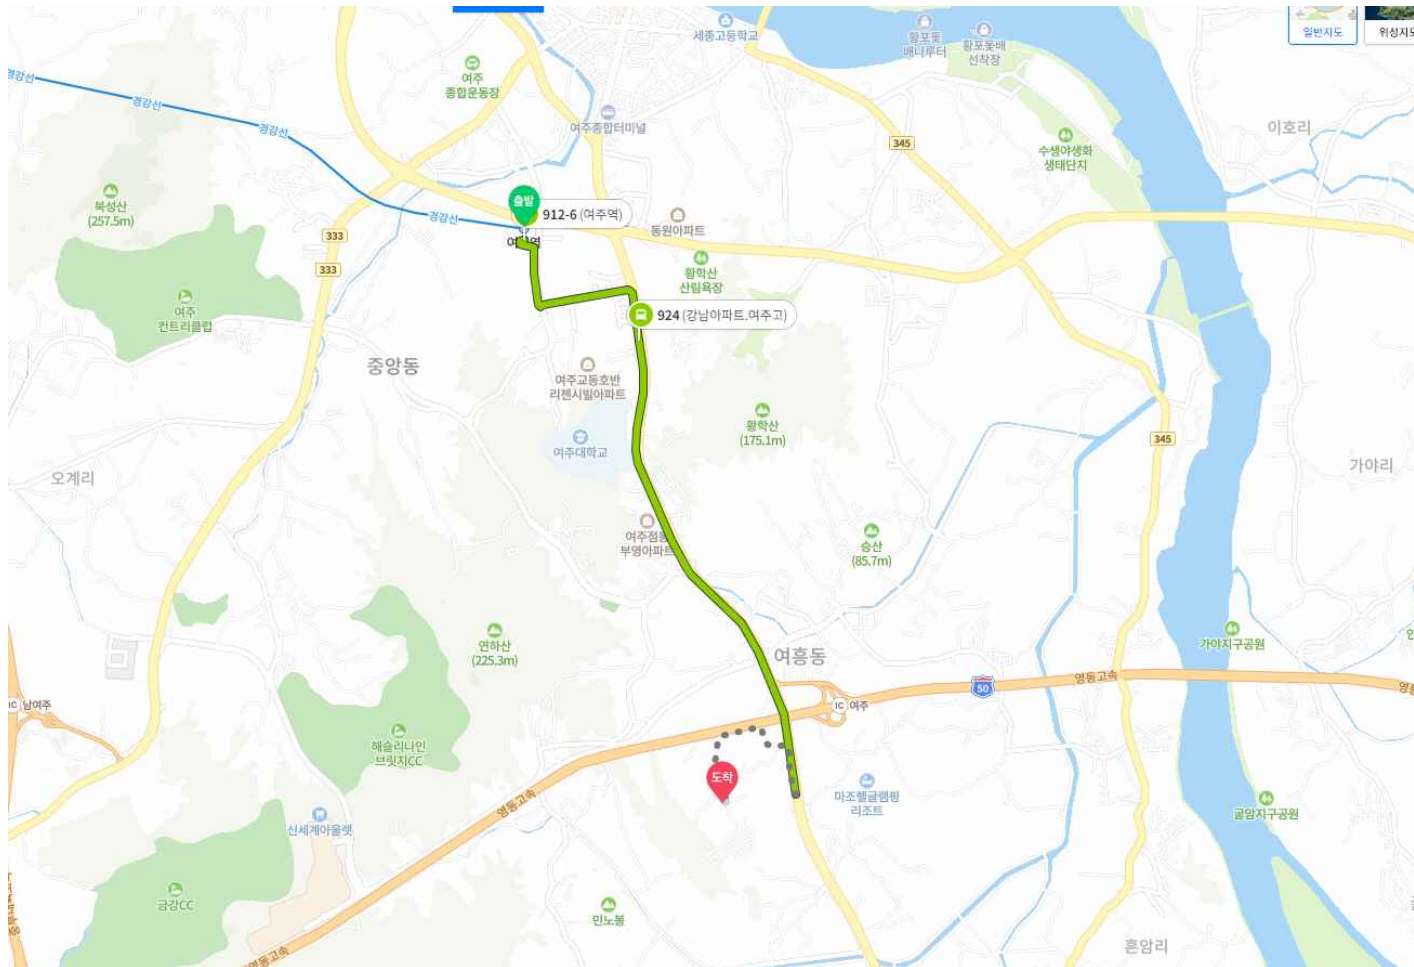 일반지도
위성지도
세종고등학교
황포돛
배나루터
황포돛배
선착장
여주
종합운동장
경강선
경강선
경강선
여주종합터미널
345
이호리
수생야생화
생태단지
북성산
(257.5m)
출발
912-6 (여주역)
경강선
동원아파트
333
333
황학산
산림욕장
여주
컨트리클럽
924 (강남아파트.여주고)
중앙동
여주교동호반
리젠시빌아파트
황학산
(175.1m)
여주대학교
345
오계리
가야리
여주점봉
부영아파트
승산
(85.7m)
연하산
(225.3m)
여흥동
가야지구공원
영동고속
50
IC 남여주
IC 여주
해슬리나인
브릿지CC
도착
마조헬글램핑
리조트
영동고속
신세계아울렛
굴암지구공원
금강CC
민노봉
흔암리
영동고속